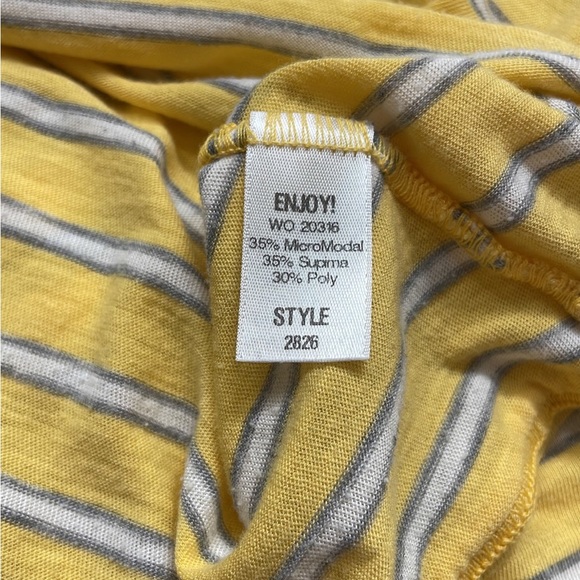 ENJOY!
WO 20316
35% MicroModal
35% Supima
30% Poly
STYLE
2826